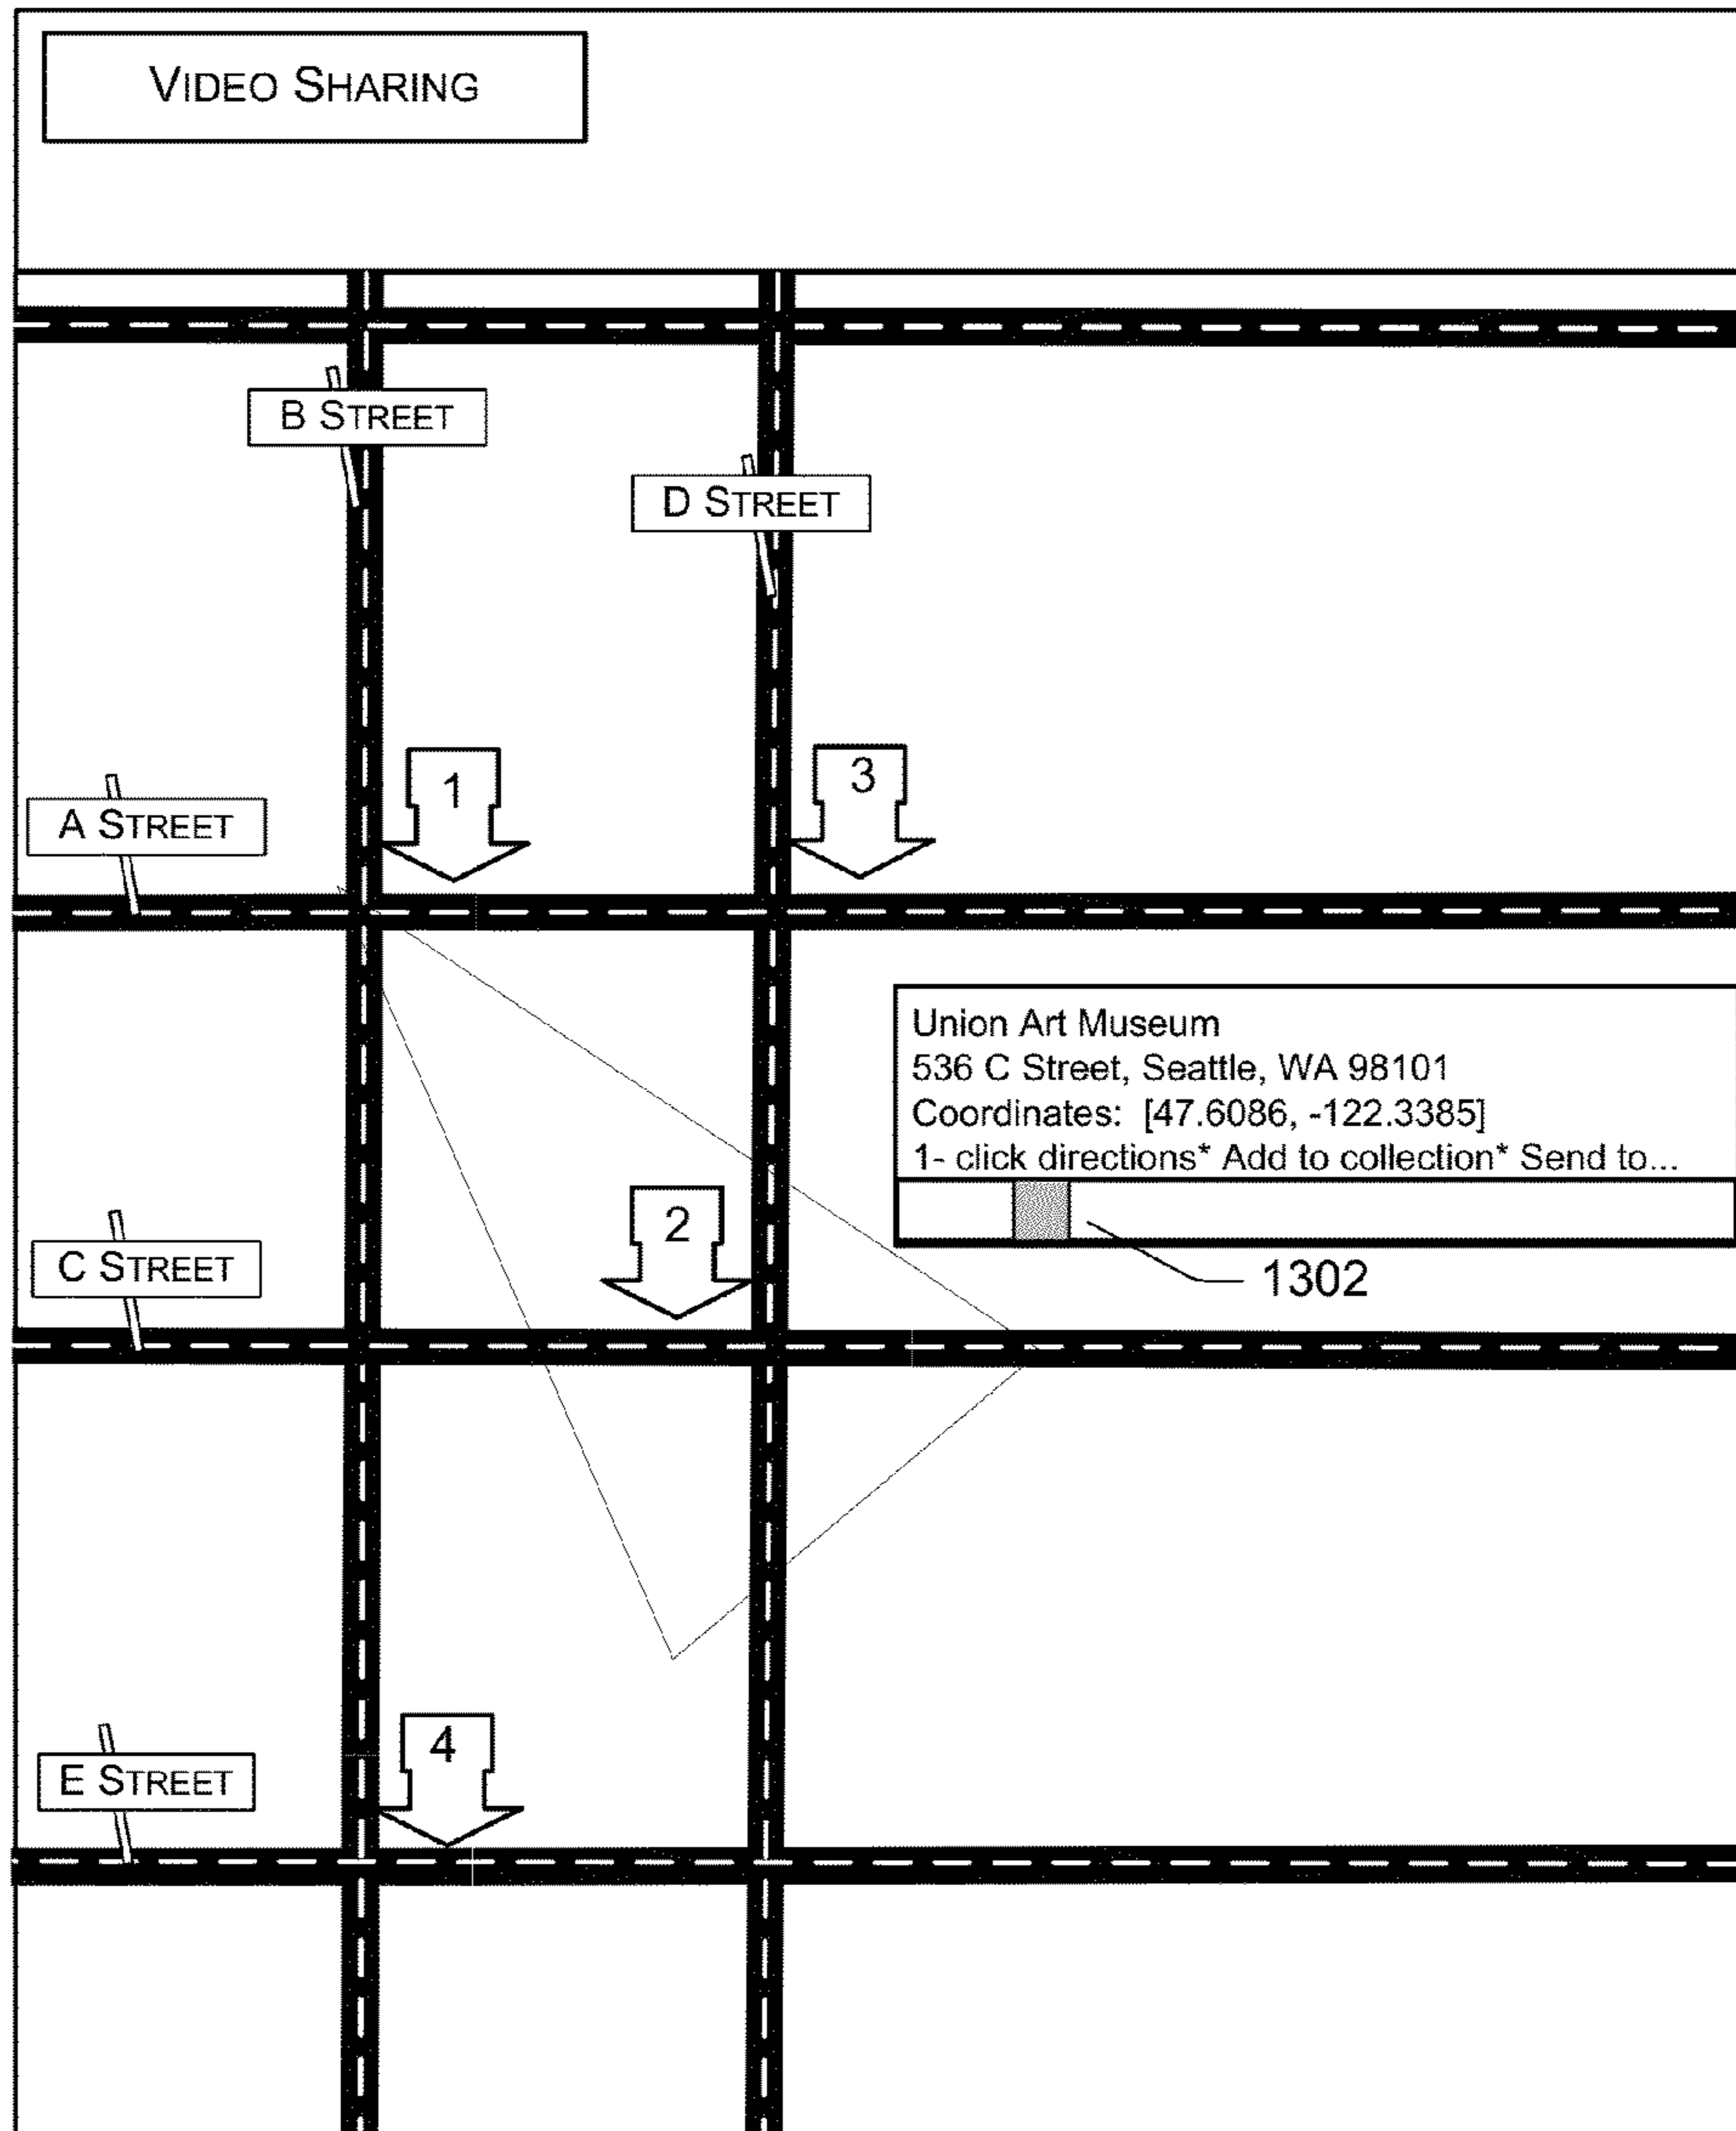 VIDEO SHARING
B STREET
D STREET
1
3
A STREET
Union Art Museum
536 C Street, Seattle, WA 98101
Coordinates: [47.6086, -122.3385]
1- click directions* Add to collection* Send to...
2
C STREET
1302
4
E STREET